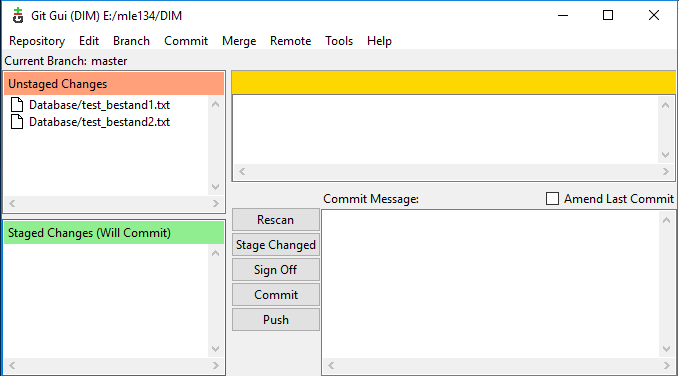 Git Gui (DIM) E:/mle134/DIM
Repository Edit Branch Commit Merge Remote Tools Help
Current Branch: master
Unstaged Changes
Database/test_bestand1.txt
Database/test_bestand2.txt
Staged Changes (Will Commit)
Commit Message:
Amend Last Commit
Rescan
Stage Changed
Sign Off
Commit
Push